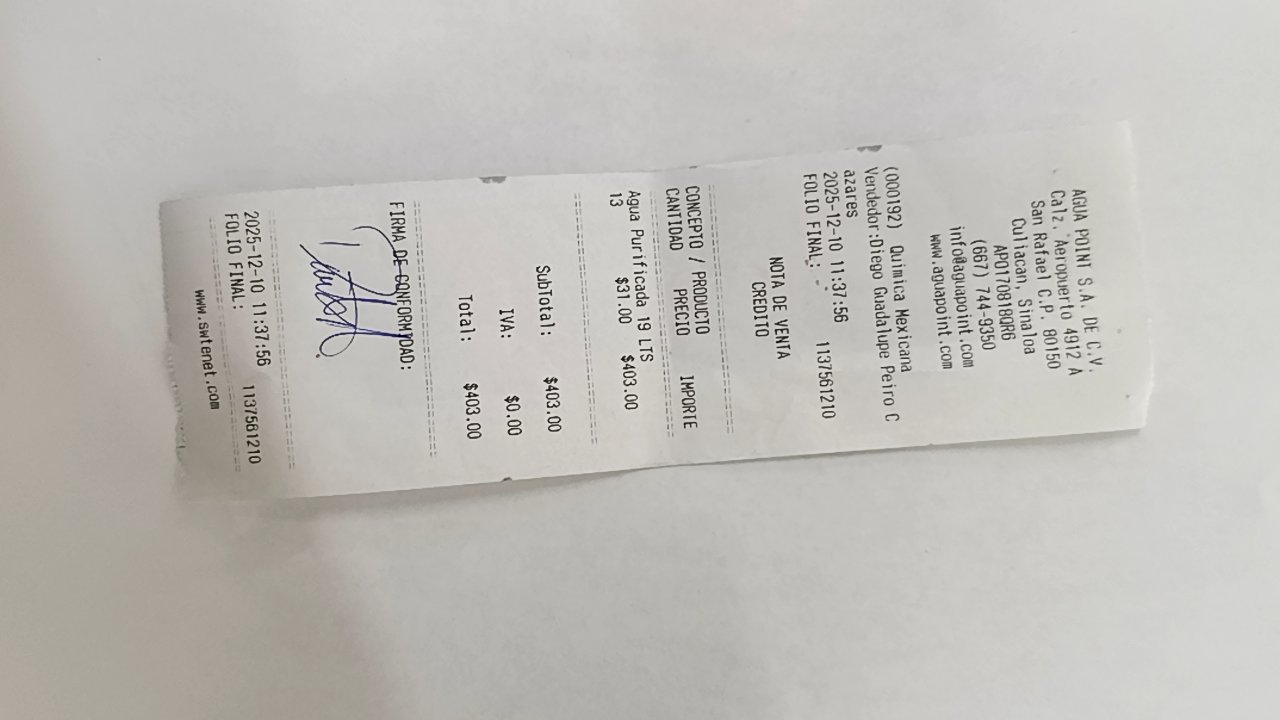 AGUA POINT S.A. DE C.V.
Calz. Aeropuerto 4912 A
San Rafael C.P. 80150
Culiacan, Sinaloa
APO170818QR6
(667) 744-9350
info@aguapoint.com
www.aguapoint.com
(000192) Quimica Mexicana
Vendedor:Diego Guadalupe Peiro C
azares
2025-12-10 11:37:56
FOLIO FINAL: 1137561210
NOTA DE VENTA
CREDITO
CONCEPTO / PRODUCTO
CANTIDAD PRECIO IMPORTE
Agua Purificada 19 LTS
13 $31.00 $403.00
SubTotal: $403.00
IVA: $0.00
Total: $403.00
FIRMA DE CONFORMIDAD:
2025-12-10 11:37:56
FOLIO FINAL: 1137561210
www.swtenet.com